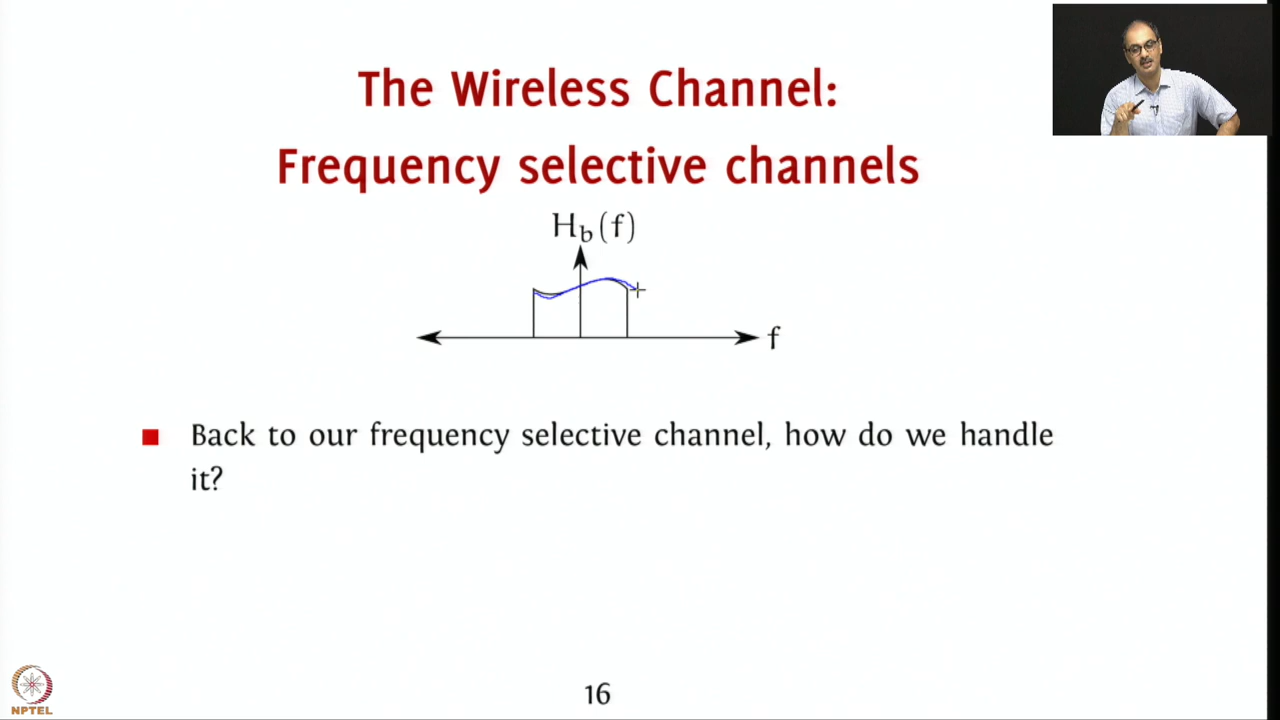 The Wireless Channel:
Frequency selective channels
H_b(f)
f
■ Back to our frequency selective channel, how do we handle
it?
NPTEL
16